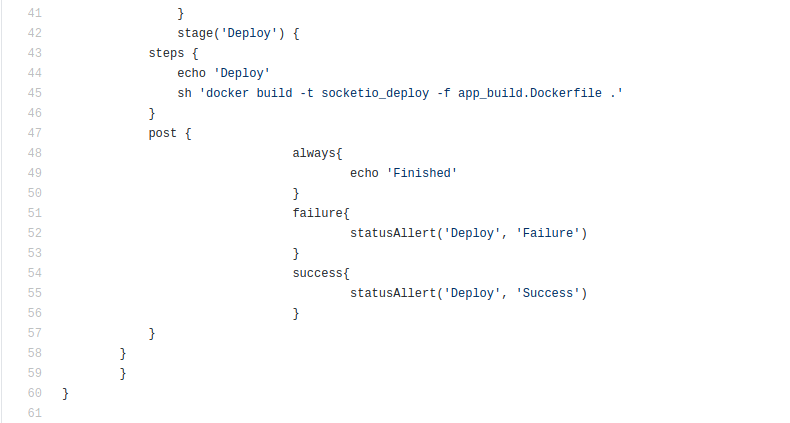 41                 }
42                 stage('Deploy') {
43             steps {
44                 echo 'Deploy'
45                 sh 'docker build -t socketio_deploy -f app_build.Dockerfile .'
46             }
47             post {
48                                 always{
49                                         echo 'Finished'
50                                 }
51                                 failure{
52                                         statusAllert('Deploy', 'Failure')
53                                 }
54                                 success{
55                                         statusAllert('Deploy', 'Success')
56                                 }
57             }
58         }
59         }
60 }
61